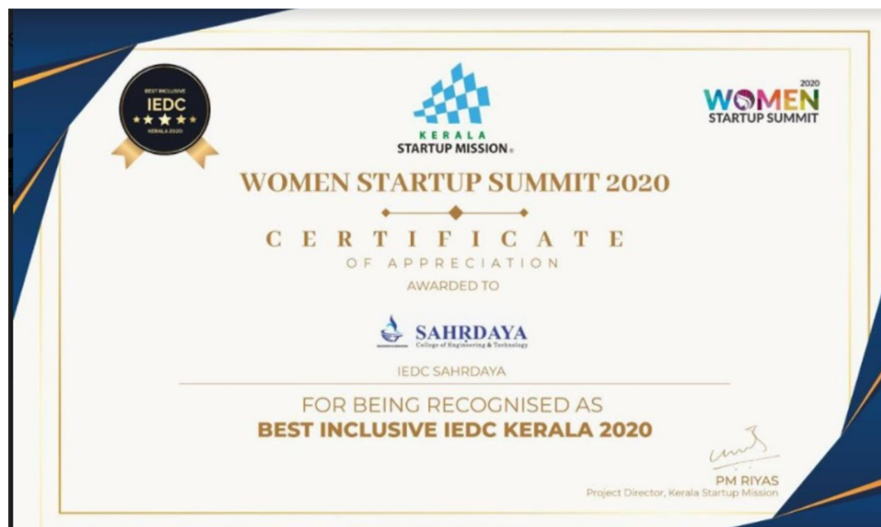 BEST INCLUSIVE
IEDC
KERALA 2020
KERALA
STARTUP MISSION®
2020
WOMEN
STARTUP SUMMIT
WOMEN STARTUP SUMMIT 2020
CERTIFICATE
OF APPRECIATION
AWARDED TO
SAHRDAYA
College of Engineering & Technology
IEDC SAHRDAYA
FOR BEING RECOGNISED AS
BEST INCLUSIVE IEDC KERALA 2020
PM RIYAS
Project Director, Kerala Startup Mission